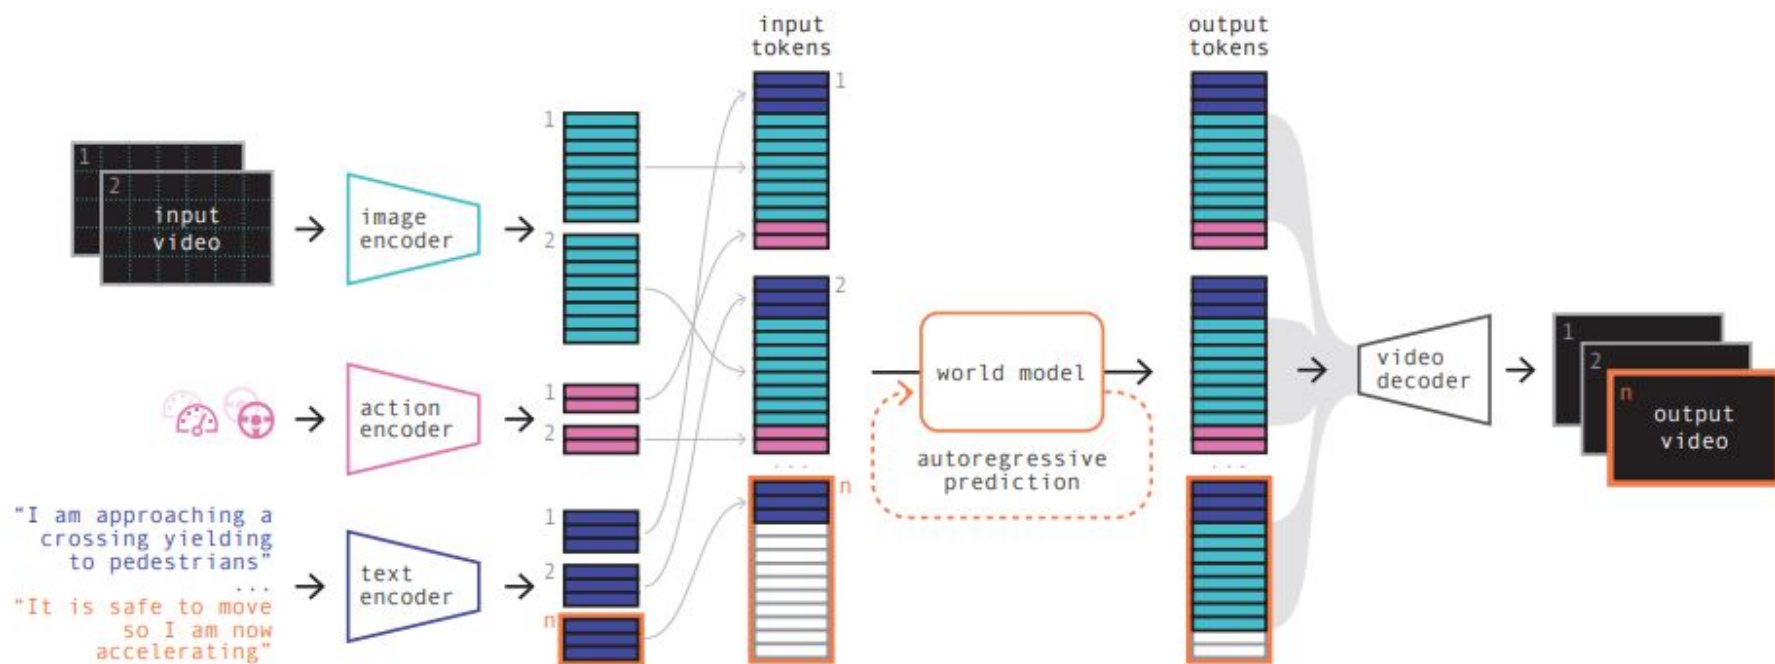 input
tokens
output
tokens
1
2
input
video
image
encoder
1
2
1
2
action
encoder
1
2
...
n
world model
autoregressive
prediction
...
video
decoder
1
2
n
output
video
“I am approaching a
crossing yielding
to pedestrians”
...
“It is safe to move
so I am now
accelerating”
text
encoder
1
2
n